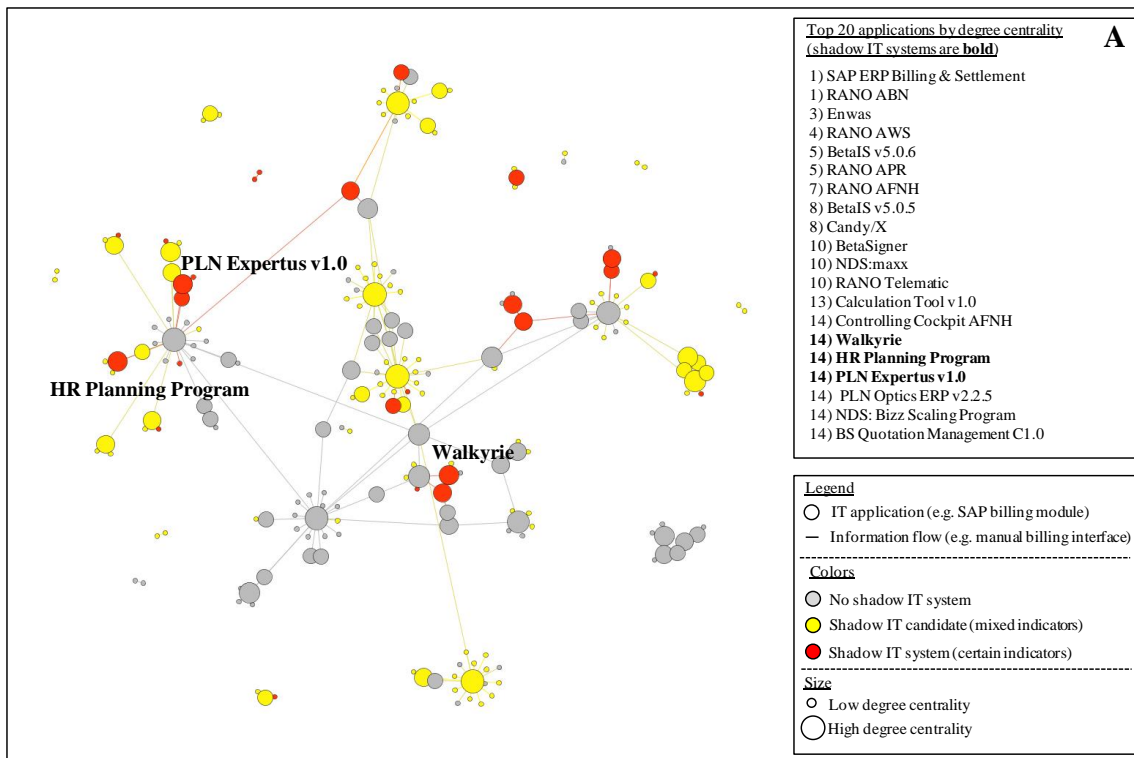 PLN Expertus v1.0
HR Planning Program
Walkyrie
Top 20 applications by degree centrality
(shadow IT systems are bold)
A
1) SAP ERP Billing & Settlement
1) RANO ABN
3) Enwas
4) RANO AWS
5) BetaIS v5.0.6
5) RANO APR
7) RANO AFNH
8) BetaIS v5.0.5
8) Candy/X
10) BetaSigner
10) NDS:maxx
10) RANO Telematic
13) Calculation Tool v1.0
14) Controlling Cockpit AFNH
14) Walkyrie
14) HR Planning Program
14) PLN Expertus v1.0
14) PLN Optics ERP v2.2.5
14) NDS: Bizz Scaling Program
14) BS Quotation Management C1.0
Legend
IT application (e.g. SAP billing module)
Information flow (e.g. manual billing interface)
Colors
No shadow IT system
Shadow IT candidate (mixed indicators)
Shadow IT system (certain indicators)
Size
Low degree centrality
High degree centrality